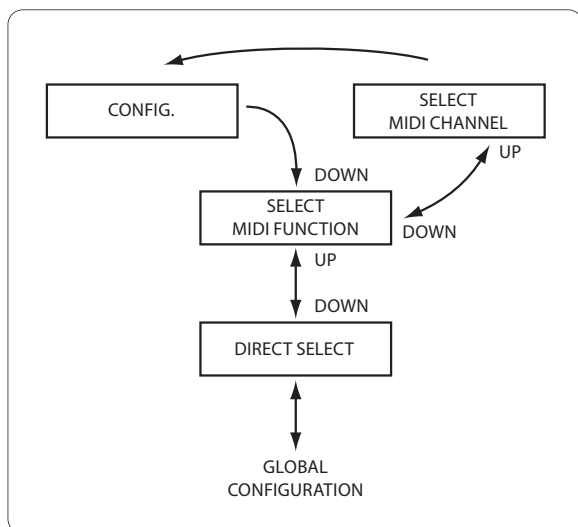 CONFIG.
SELECT
MIDI CHANNEL
UP
DOWN
SELECT
MIDI FUNCTION
DOWN
UP
DOWN
DIRECT SELECT
GLOBAL
CONFIGURATION